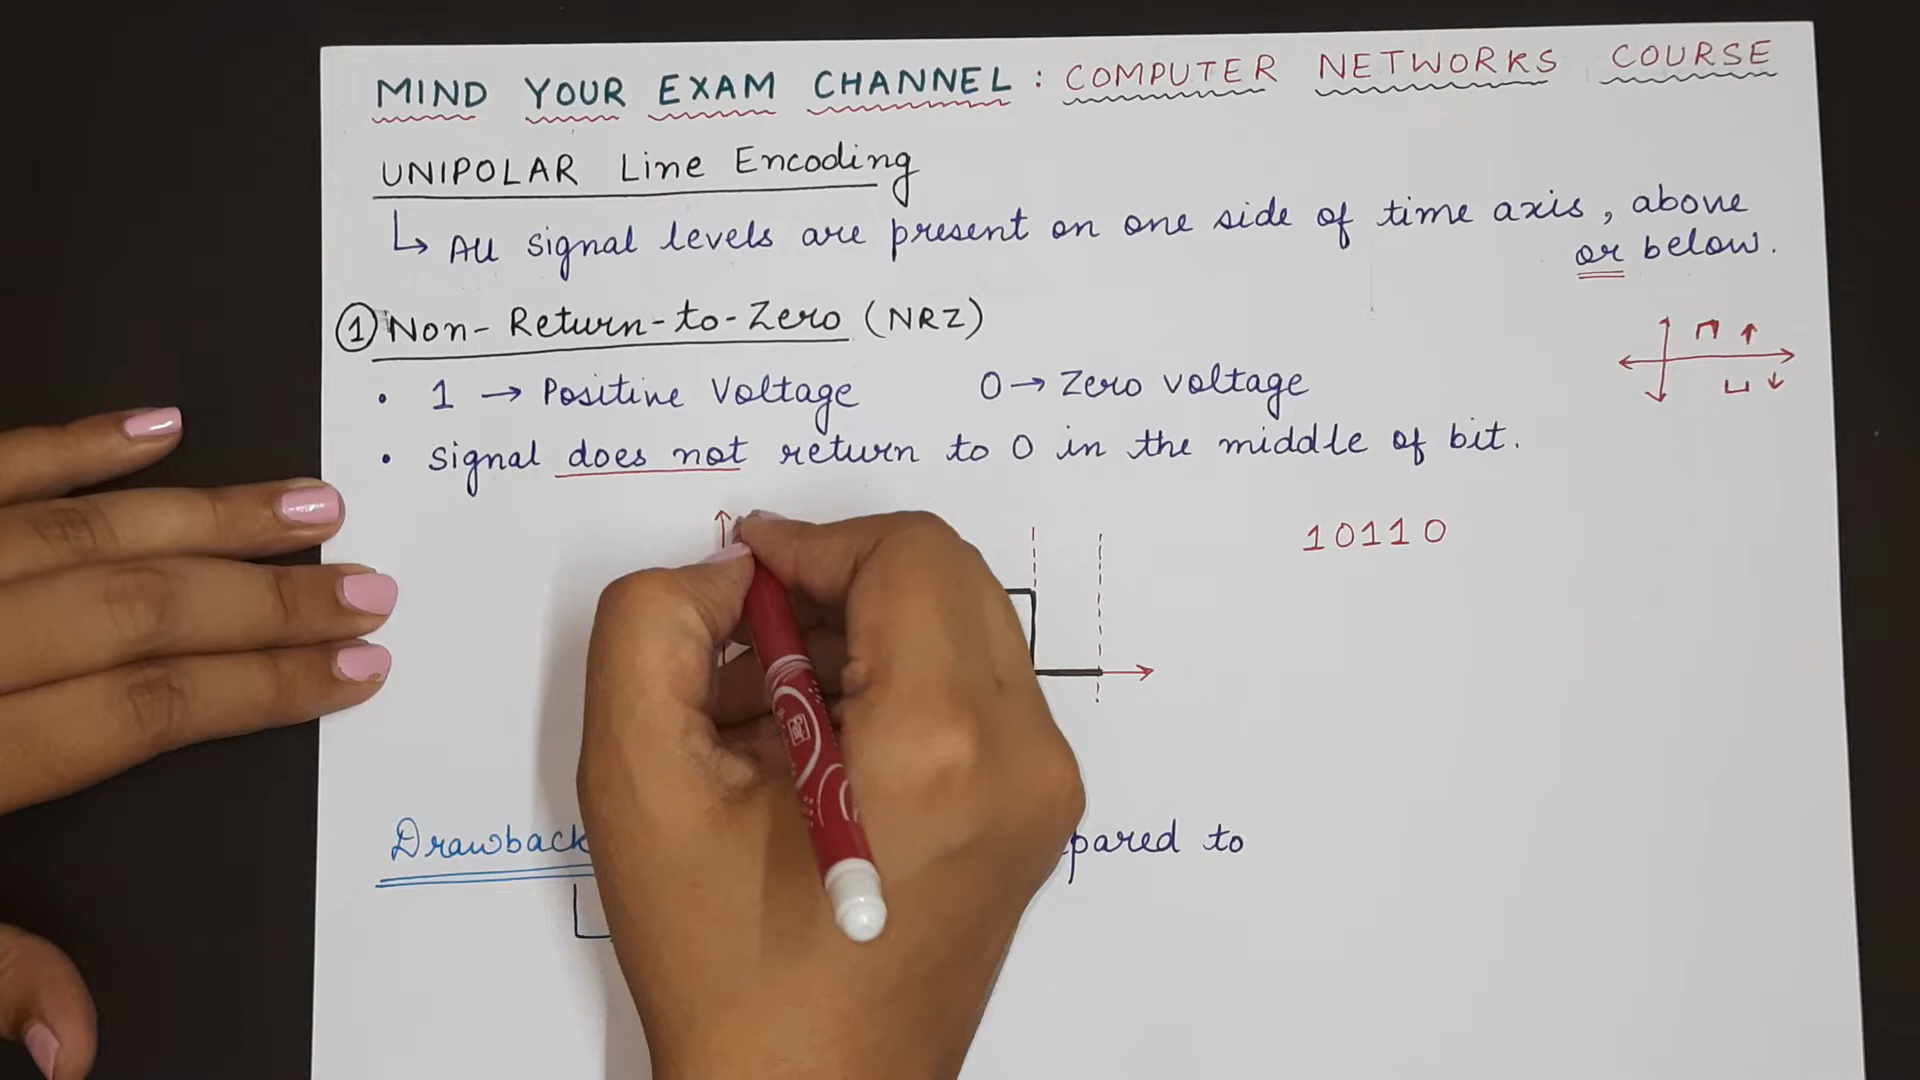 MIND YOUR EXAM CHANNEL : COMPUTER NETWORKS COURSE
UNIPOLAR Line Encoding
All signal levels are present on one side of time axis, above
or below.
1 Non-Return-to-Zero (NRZ)
• 1 → Positive Voltage 0 → Zero voltage
• signal does not return to 0 in the middle of bit.
10110
Drawback to